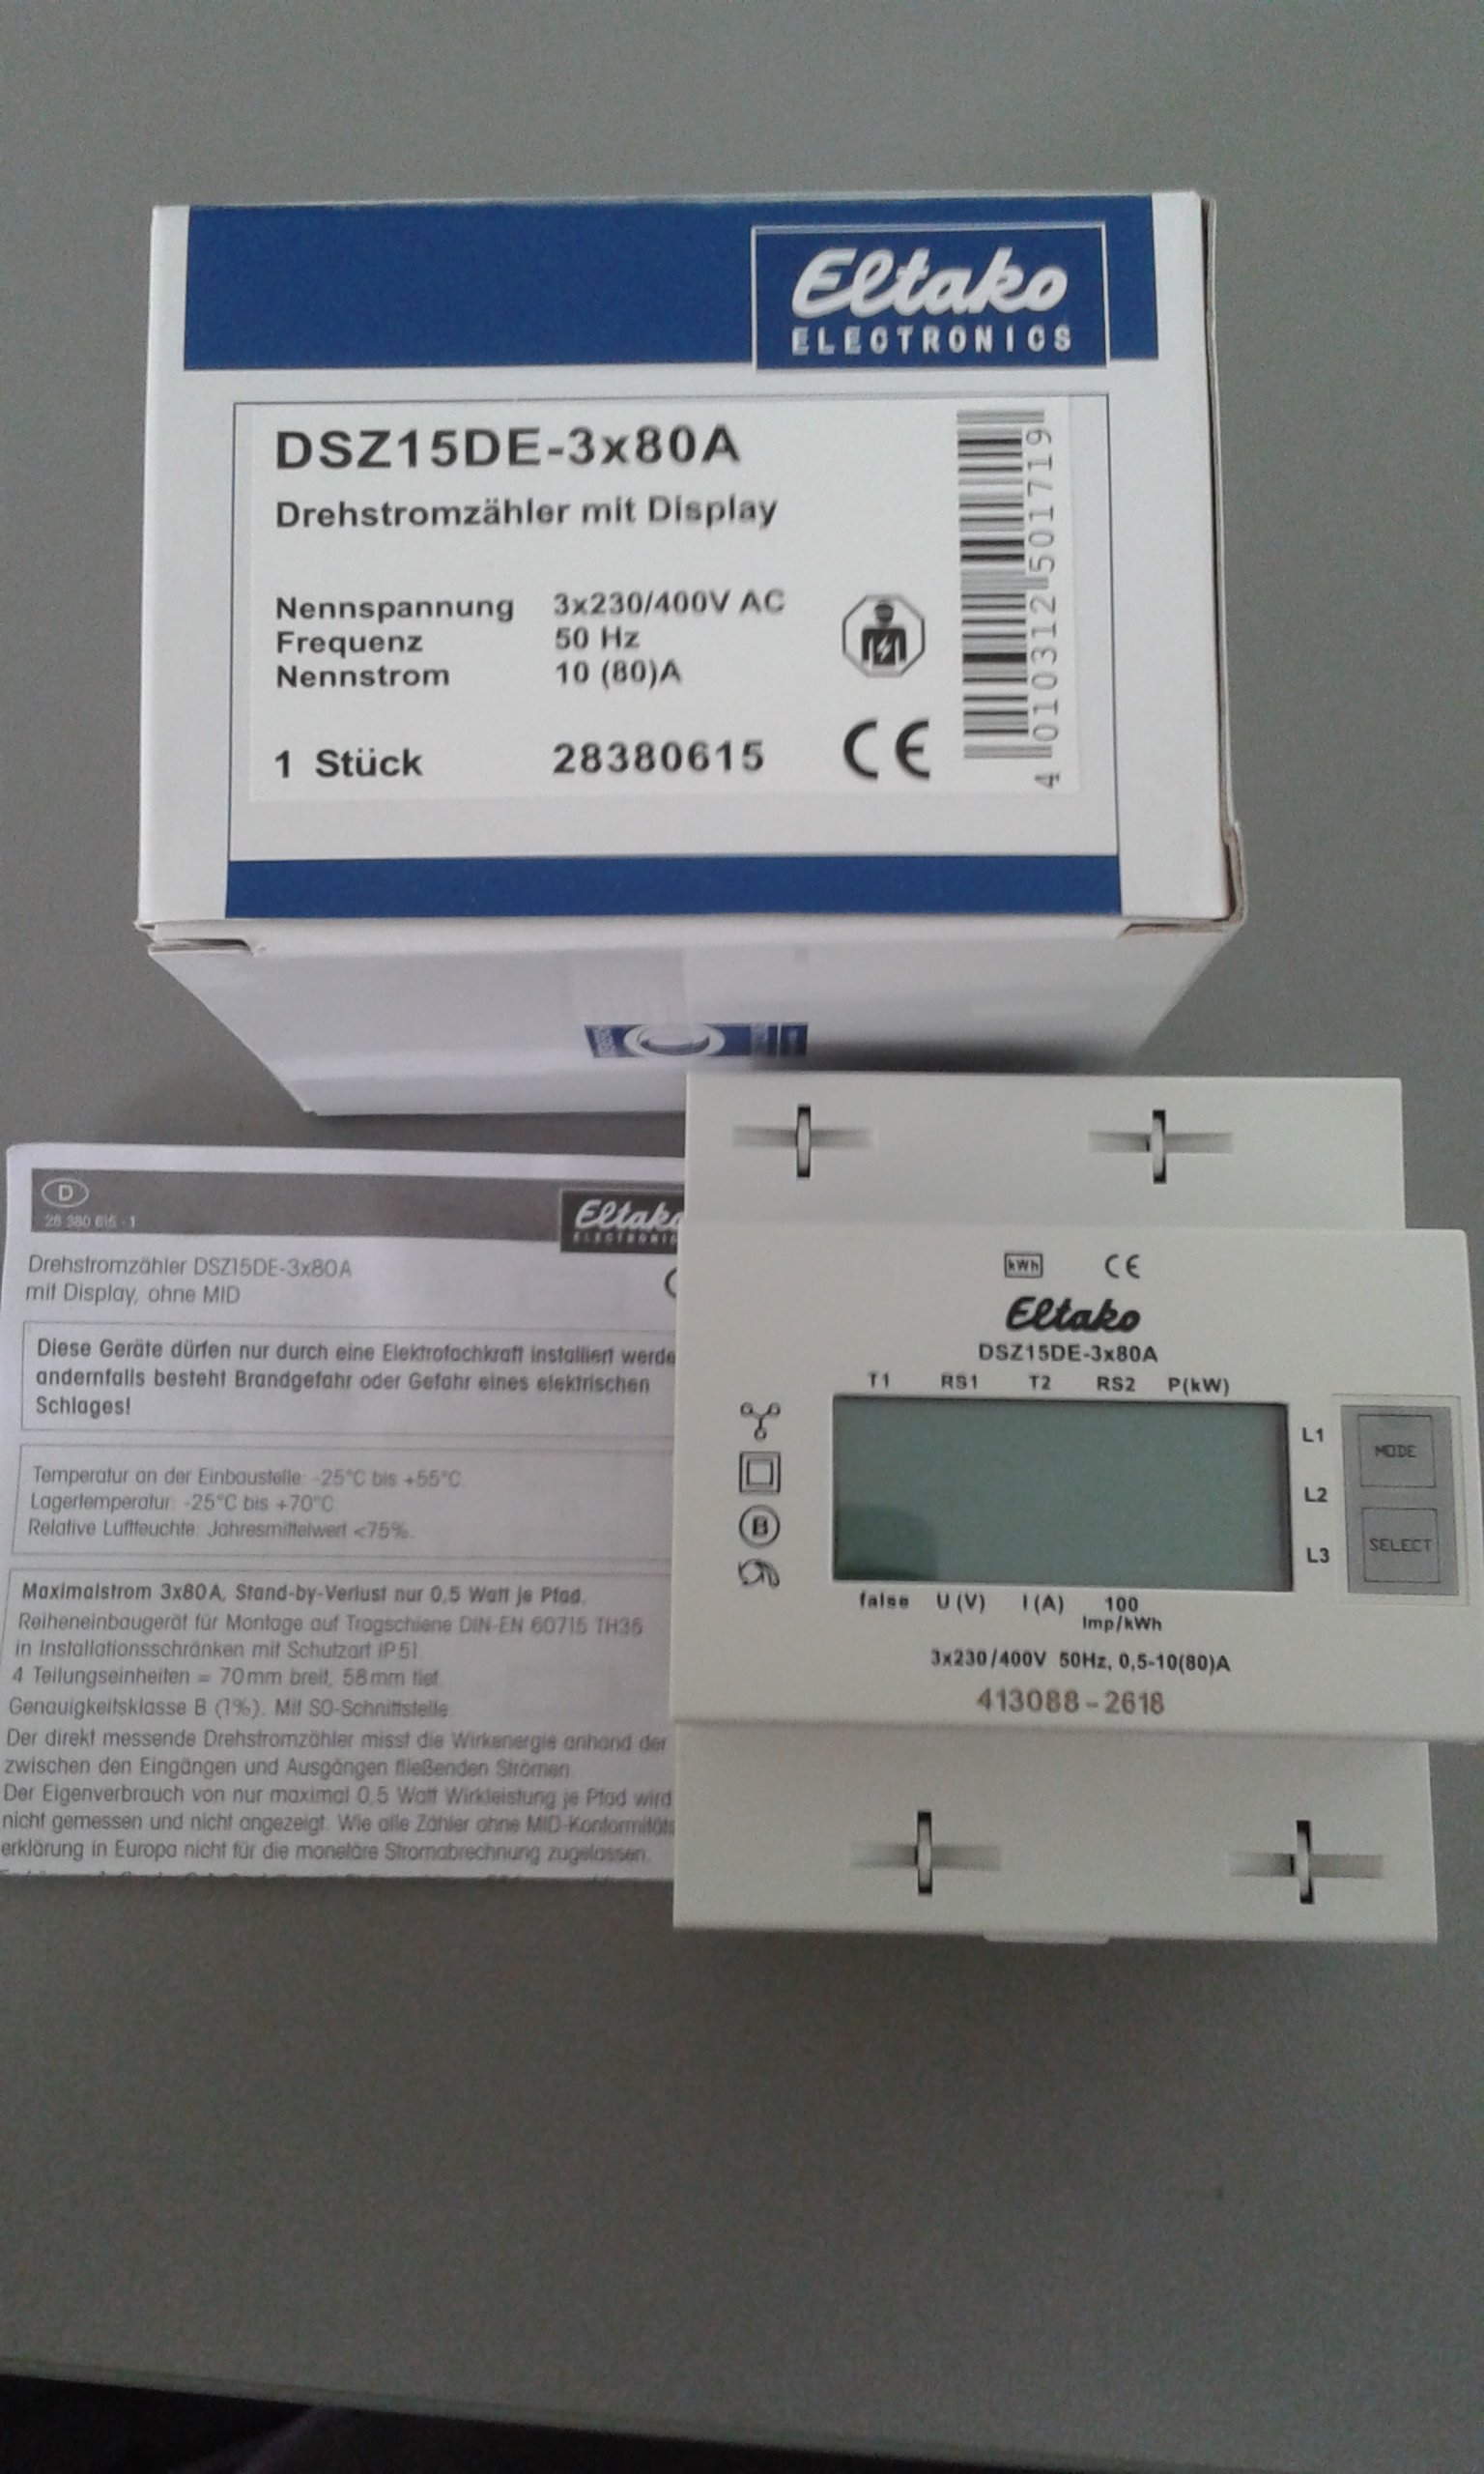 Eltako
ELECTRONICS
DSZ15DE-3x80A
Drehstromzähler mit Display
Nennspannung 3x230/400V AC
Frequenz 50 Hz
Nennstrom 10 (80)A
1 Stück 28380615
CE
4 010312 501719
D
28 380 615 - 1
Eltako
ELECTRONIC
Drehstromzähler DSZ15DE-3x80A
mit Display, ohne MID
Diese Geräte dürfen nur durch eine Elektrofachkraft installiert werde
andernfalls besteht Brandgefahr oder Gefahr eines elektrischen
Schlages!
Temperatur an der Einbaustelle: -25°C bis +55°C.
Lagertemperatur: -25°C bis +70°C.
Relative Luftfeuchte: Jahresmittelwert <75%.
Maximalstrom 3x80A, Stand-by-Verlust nur 0,5 Watt je Pfad.
Reiheneinbaugerät für Montage auf Tragschiene DIN-EN 60715 TH35
in Installationsschränken mit Schutzart IP51.
4 Teilungseinheiten = 70mm breit, 58mm tief.
Genauigkeitsklasse B (1%). Mit S0-Schnittstelle.
Der direkt messende Drehstromzähler misst die Wirkenergie anhand der
zwischen den Eingängen und Ausgängen fließenden Strömen.
Der Eigenverbrauch von nur maximal 0,5 Watt Wirkleistung je Pfad wird
nicht gemessen und nicht angezeigt. Wie alle Zähler ohne MID-Konformitäts
erklärung in Europa nicht für die monetäre Stromabrechnung zugelassen.
kWh CE
Eltako
DSZ15DE-3x80A
T1 RS1 T2 RS2 P(kW)
L1
L2
L3
MODE
SELECT
B
false U (V) I (A) 100
Imp/kWh
3x230/400V 50Hz, 0,5-10(80)A
413088-2618